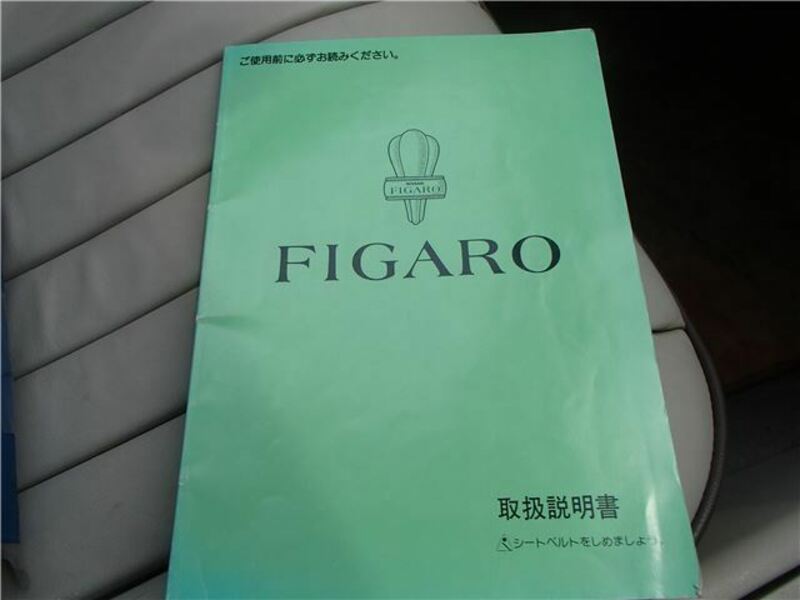 ご使用前に必ずお読みください。
NISSAN
FIGARO
FIGARO
取扱説明書
シートベルトをしめましょう。